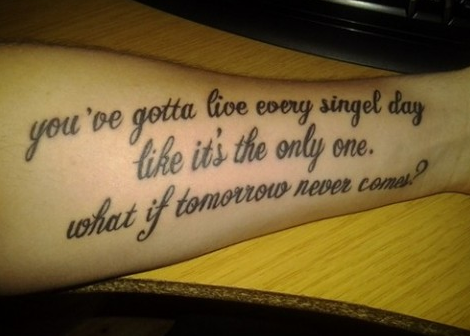 you've gotta live every singel day
like it's the only one.
what if tomorrow never comes?